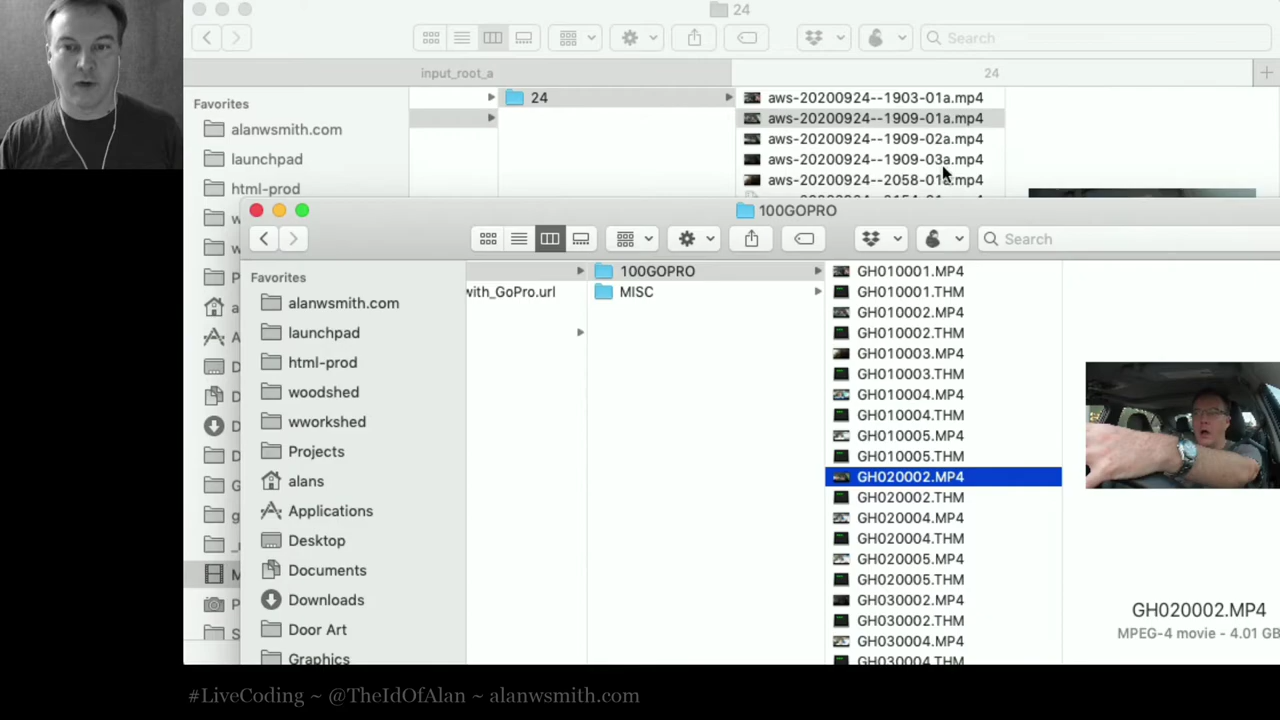 24
Search
input_root_a
24
Favorites
alanwsmith.com
launchpad
html-prod
24
aws-20200924--1903-01a.mp4
aws-20200924--1909-01a.mp4
aws-20200924--1909-02a.mp4
aws-20200924--1909-03a.mp4
aws-20200924--2058-01a.mp4
100GOPRO
Search
Favorites
alanwsmith.com
launchpad
html-prod
woodshed
wworkshed
Projects
alans
Applications
Desktop
Documents
Downloads
Door Art
Graphics
with_GoPro.url
100GOPRO
MISC
GH010001.MP4
GH010001.THM
GH010002.MP4
GH010002.THM
GH010003.MP4
GH010003.THM
GH010004.MP4
GH010004.THM
GH010005.MP4
GH010005.THM
GH020002.MP4
GH020002.THM
GH020004.MP4
GH020004.THM
GH020005.MP4
GH020005.THM
GH030002.MP4
GH030002.THM
GH030004.MP4
GH030004.THM
GH020002.MP4
MPEG-4 movie - 4.01 GB
#LiveCoding ~ @TheIdOfAlan ~ alanwsmith.com